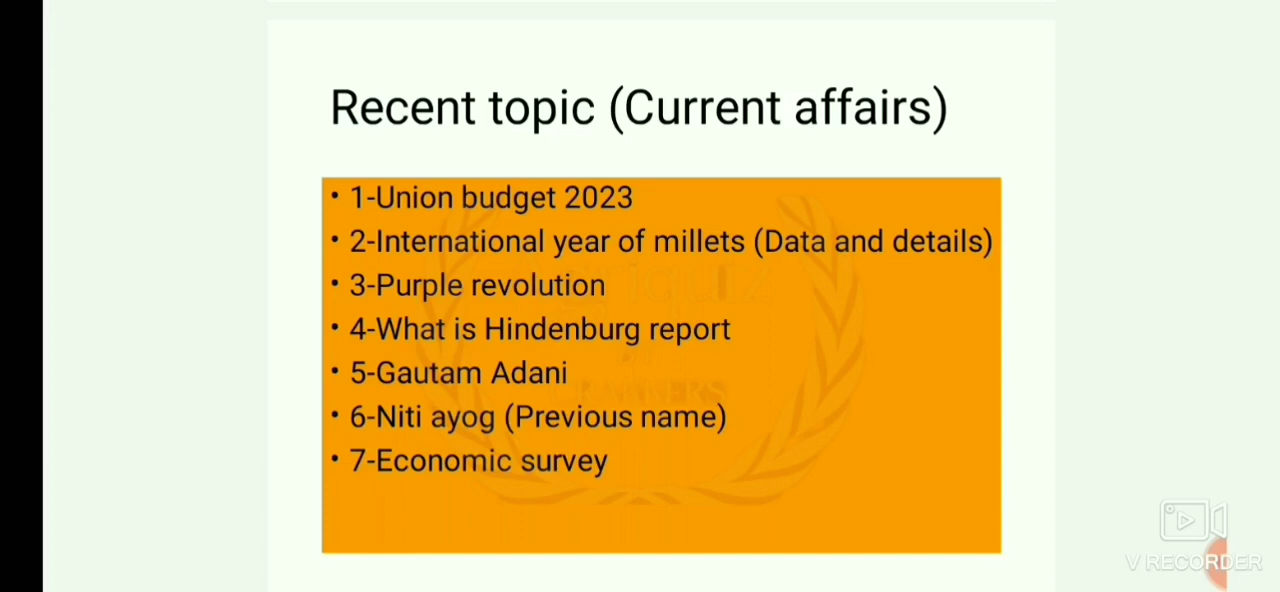 Recent topic (Current affairs)
• 1-Union budget 2023
• 2-International year of millets (Data and details)
• 3-Purple revolution
• 4-What is Hindenburg report
• 5-Gautam Adani
• 6-Niti ayog (Previous name)
• 7-Economic survey
V RECORDER